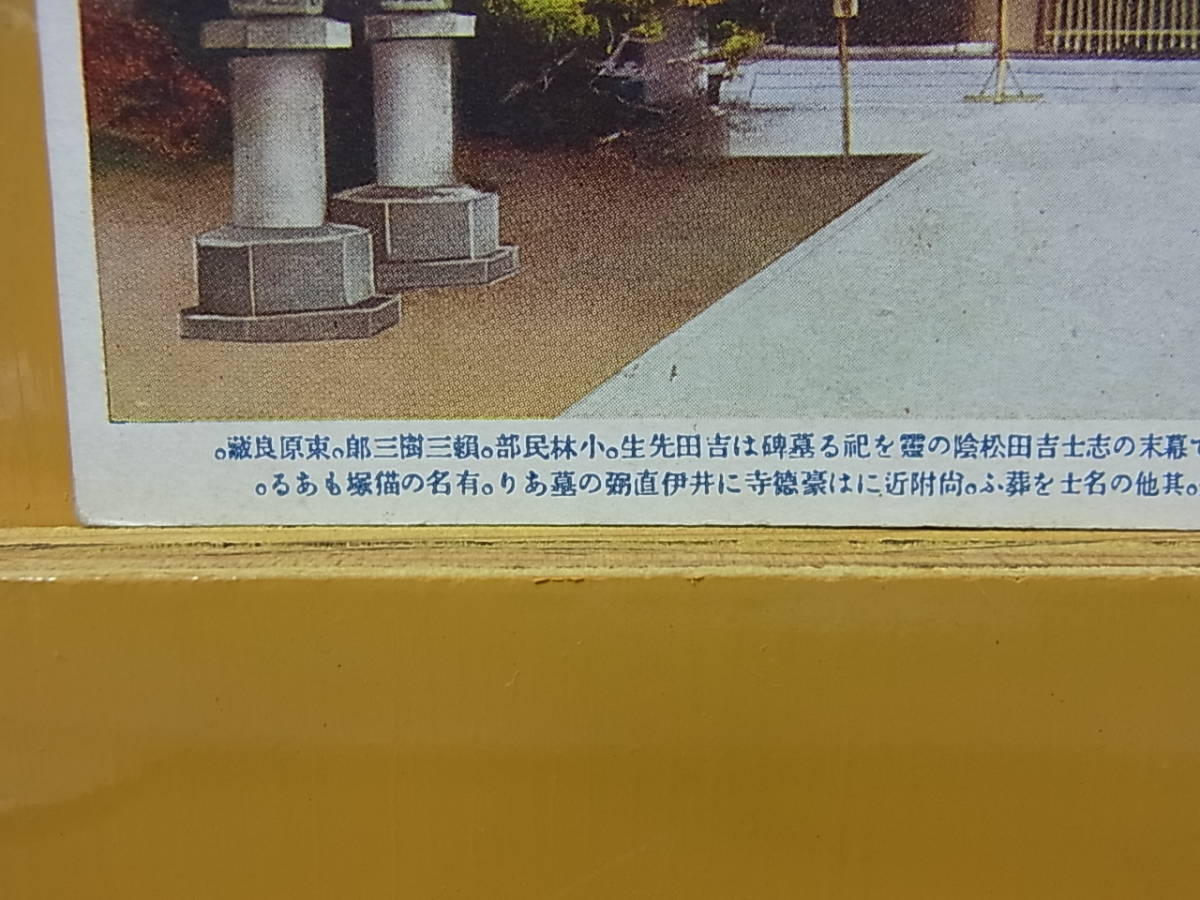 幕末の志士吉田松陰の靈を祀る墓碑は吉田先生。小林民部。賴三樹三郎。東原良藏。
。其他の名士を葬ふ。尙附近には豪德寺に井伊直弼の墓あり。有名の猫塚もある。